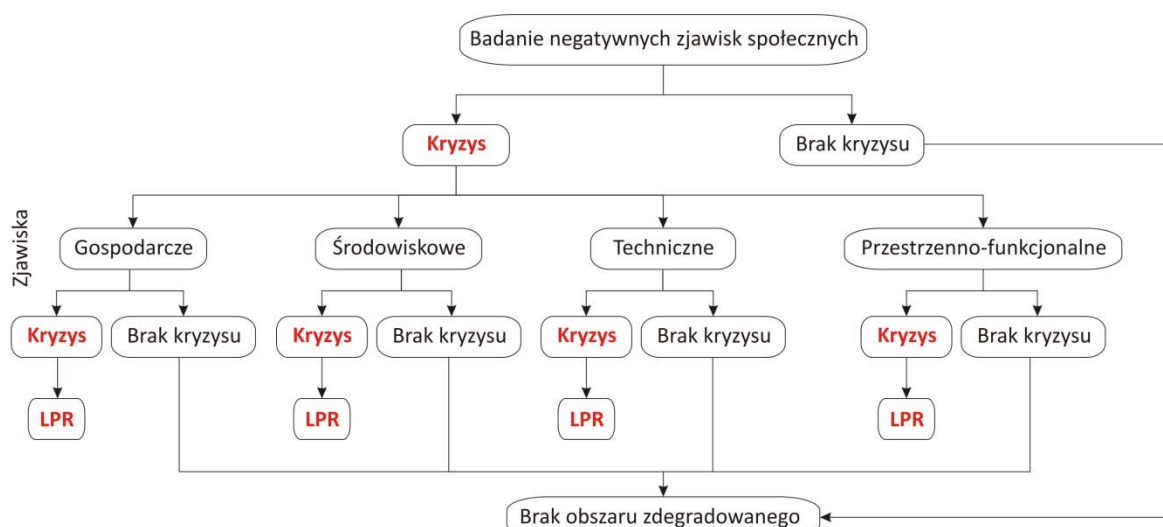 Badanie negatywnych zjawisk społecznych
Kryzys
Brak kryzysu
Zjawiska
Gospodarcze
Środowiskowe
Techniczne
Przestrzenno-funkcjonalne
Kryzys
Brak kryzysu
Kryzys
Brak kryzysu
Kryzys
Brak kryzysu
Kryzys
Brak kryzysu
LPR
LPR
LPR
LPR
Brak obszaru zdegradowanego